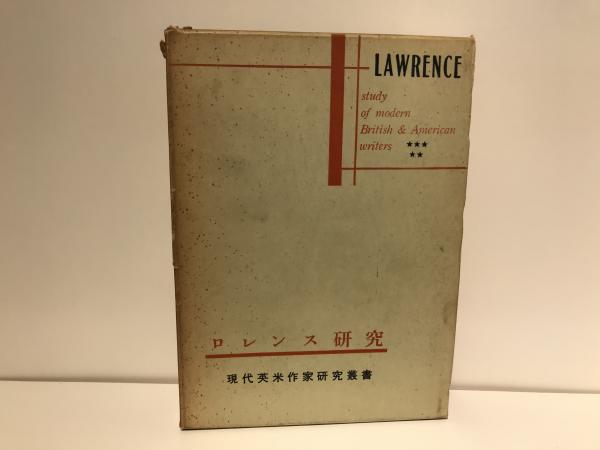 LAWRENCE
study
of modern
British & American
writers ★★★
★★
ロレンス研究
現代英米作家研究叢書